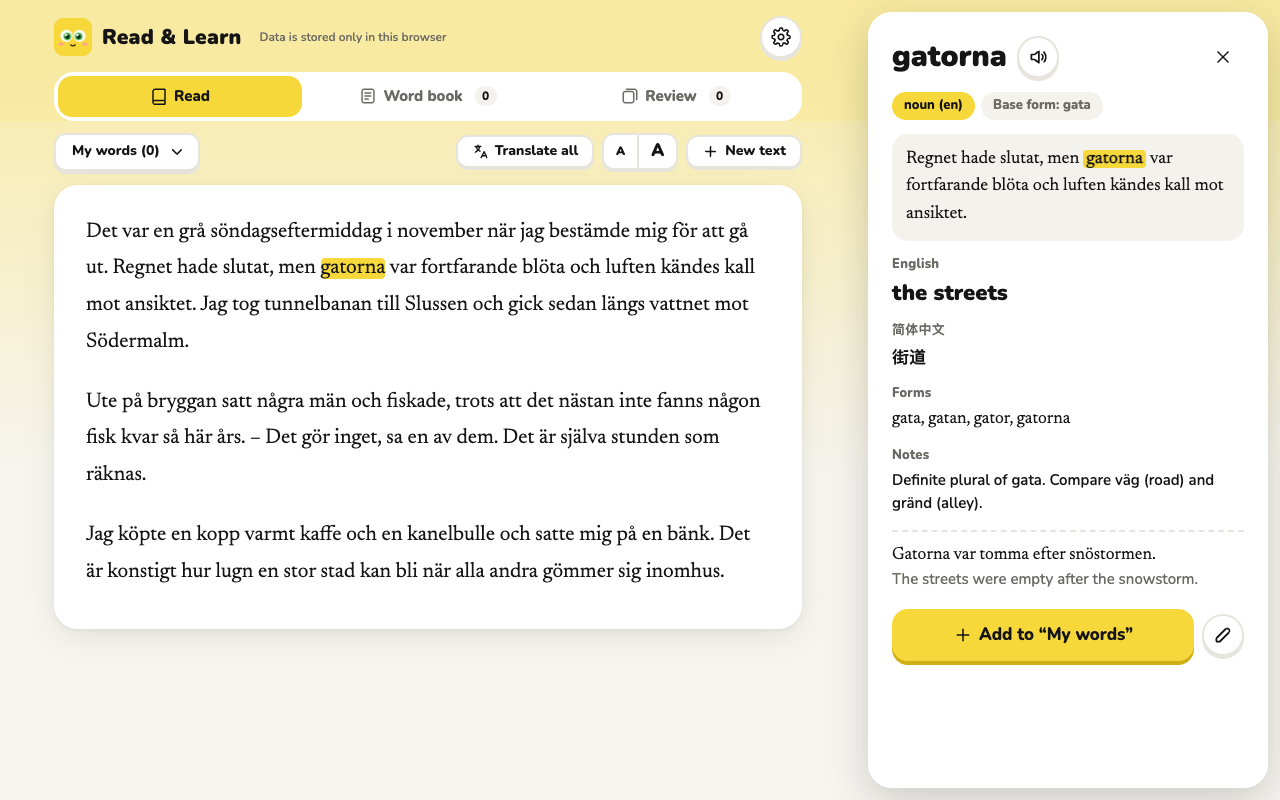 Read & Learn
Data is stored only in this browser
Read
Word book 0
Review 0
My words (0)
Translate all
A A
New text
Det var en grå söndagseftermiddag i november när jag bestämde mig för att gå
ut. Regnet hade slutat, men gatorna var fortfarande blöta och luften kändes kall
mot ansiktet. Jag tog tunnelbanan till Slussen och gick sedan längs vattnet mot
Södermalm.
Ute på bryggan satt några män och fiskade, trots att det nästan inte fanns någon
fisk kvar så här års. – Det gör inget, sa en av dem. Det är själva stunden som
räknas.
Jag köpte en kopp varmt kaffe och en kanelbulle och satte mig på en bänk. Det
är konstigt hur lugn en stor stad kan bli när alla andra gömmer sig inomhus.
gatorna
noun (en)
Base form: gata
Regnet hade slutat, men gatorna var
fortfarande blöta och luften kändes kall mot
ansiktet.
English
the streets
简体中文
街道
Forms
gata, gatan, gator, gatorna
Notes
Definite plural of gata. Compare väg (road) and
gränd (alley).
Gatorna var tomma efter snöstormen.
The streets were empty after the snowstorm.
Add to “My words”